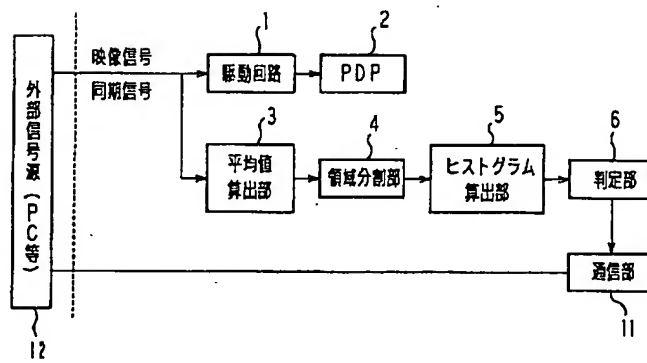 1
2
映像信号
駆動回路
PDP
同期信号
外部信号源(PC等)
3
4
5
6
平均値
算出部
領域分割部
ヒストグラム
算出部
判定部
通信部
12
11